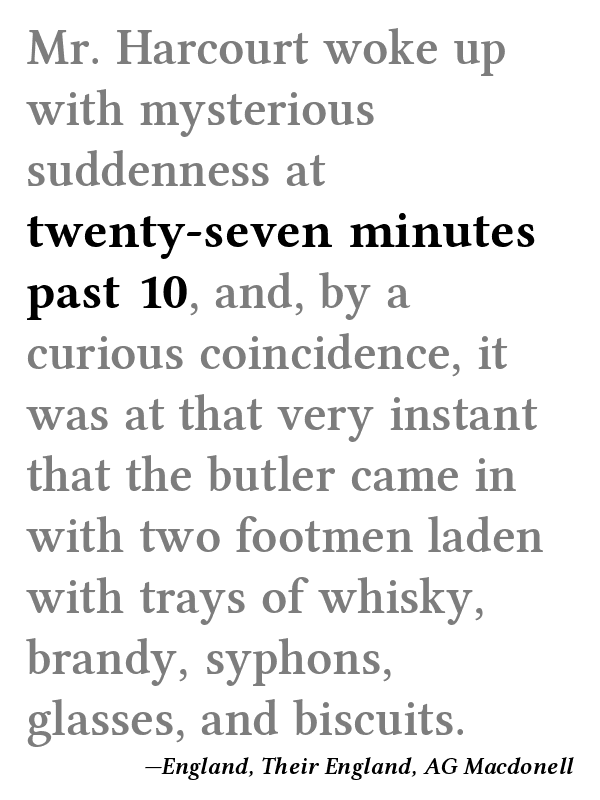 Mr. Harcourt woke up
with mysterious
suddenness at
twenty-seven minutes
past 10, and, by a
curious coincidence, it
was at that very instant
that the butler came in
with two footmen laden
with trays of whisky,
brandy, syphons,
glasses, and biscuits.
—England, Their England, AG Macdonell